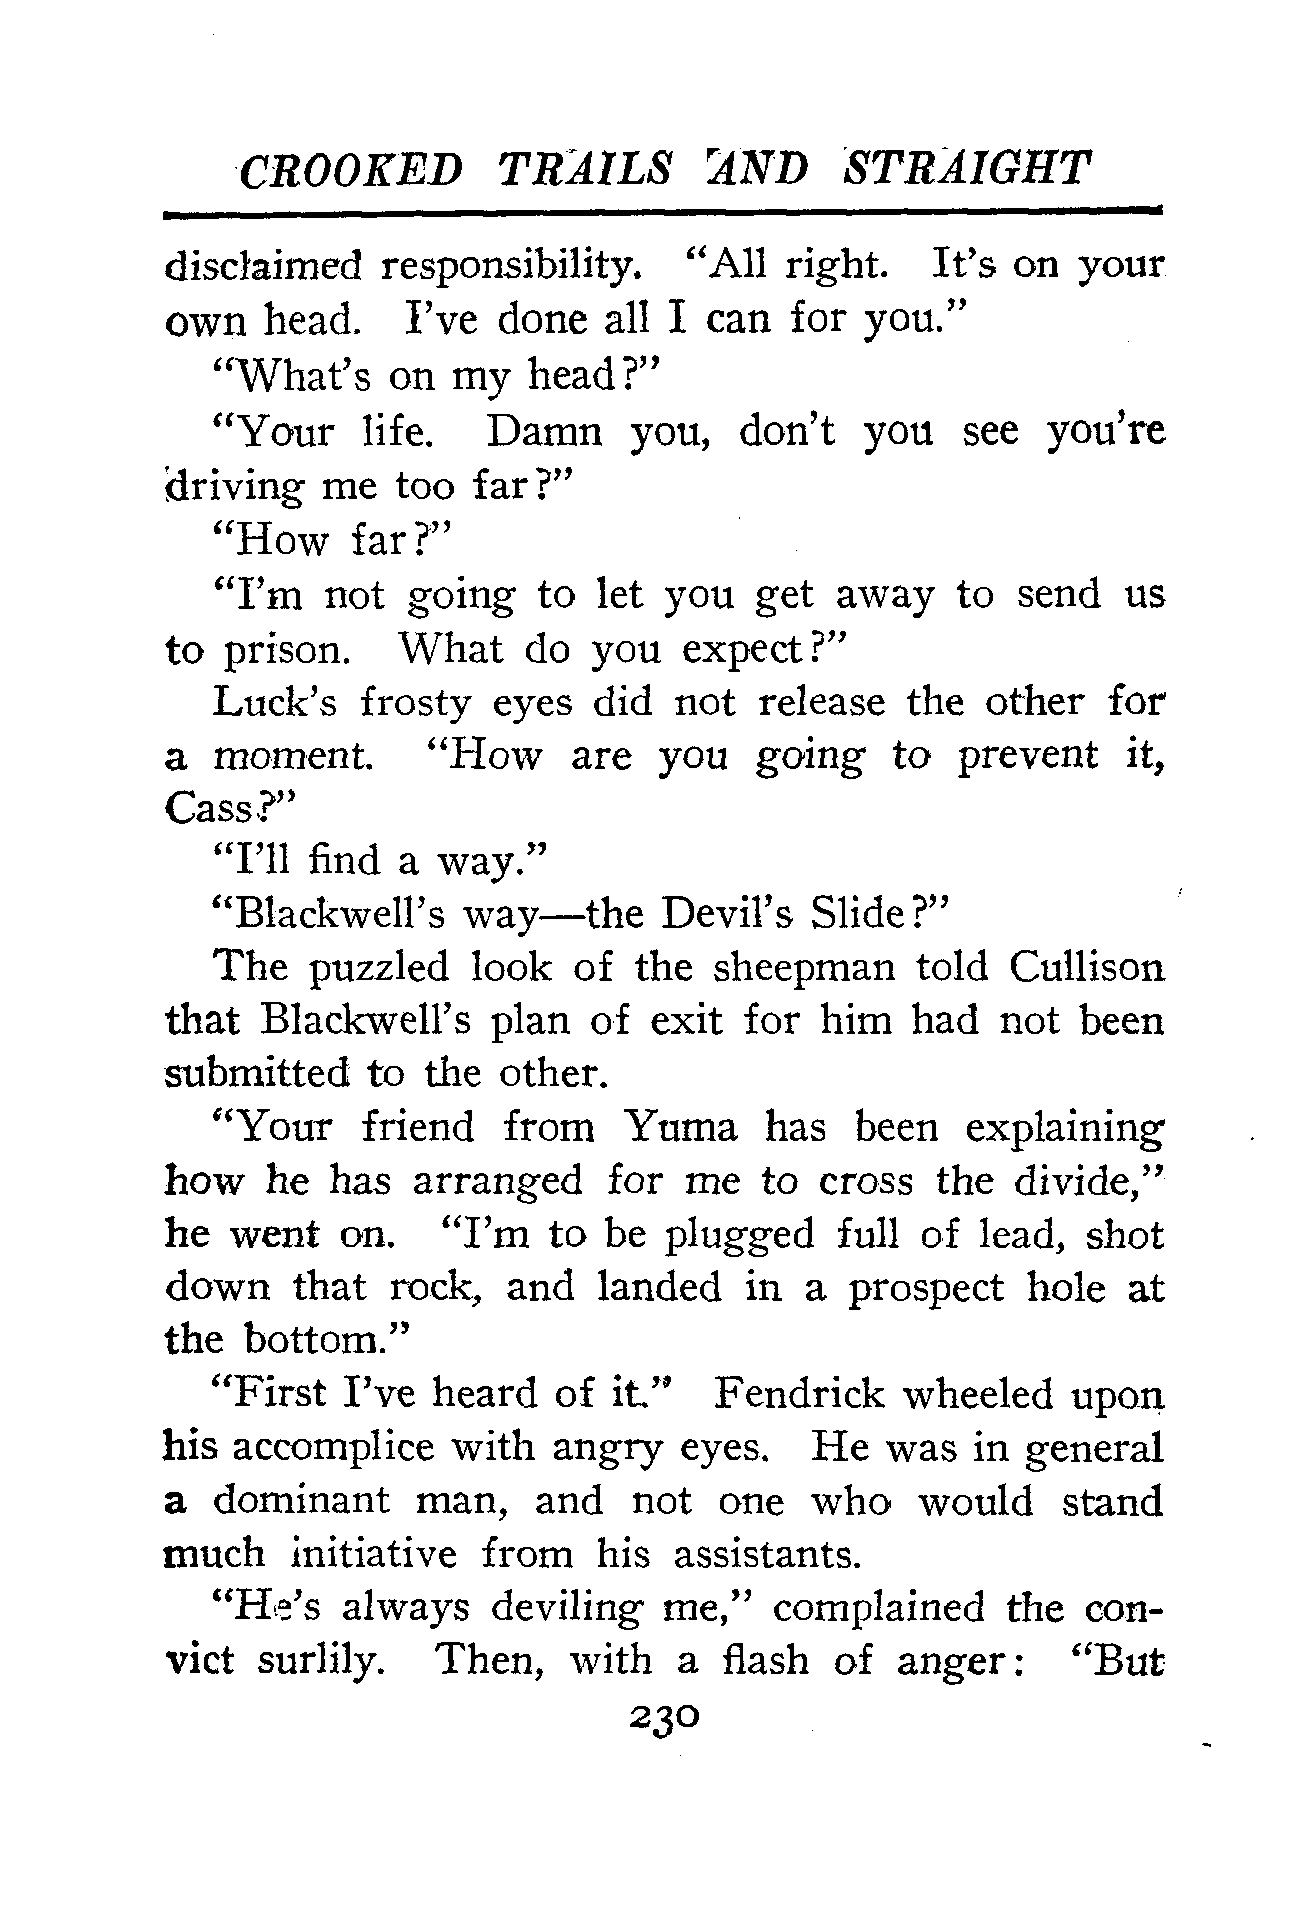 CROOKED TRAILS AND STRAIGHT
disclaimed responsibility. “All right. It’s on your
own head. I’ve done all I can for you.”
“What’s on my head?”
“Your life. Damn you, don’t you see you’re
driving me too far?”
“How far?”
“I’m not going to let you get away to send us
to prison. What do you expect?”
Luck’s frosty eyes did not release the other for
a moment. “How are you going to prevent it,
Cass?”
“I’ll find a way.”
“Blackwell’s way—the Devil’s Slide?”
The puzzled look of the sheepman told Cullison
that Blackwell’s plan of exit for him had not been
submitted to the other.
“Your friend from Yuma has been explaining
how he has arranged for me to cross the divide,”
he went on. “I’m to be plugged full of lead, shot
down that rock, and landed in a prospect hole at
the bottom.”
“First I’ve heard of it.” Fendrick wheeled upon
his accomplice with angry eyes. He was in general
a dominant man, and not one who would stand
much initiative from his assistants.
“He’s always deviling me,” complained the con-
vict surlily. Then, with a flash of anger: “But
230